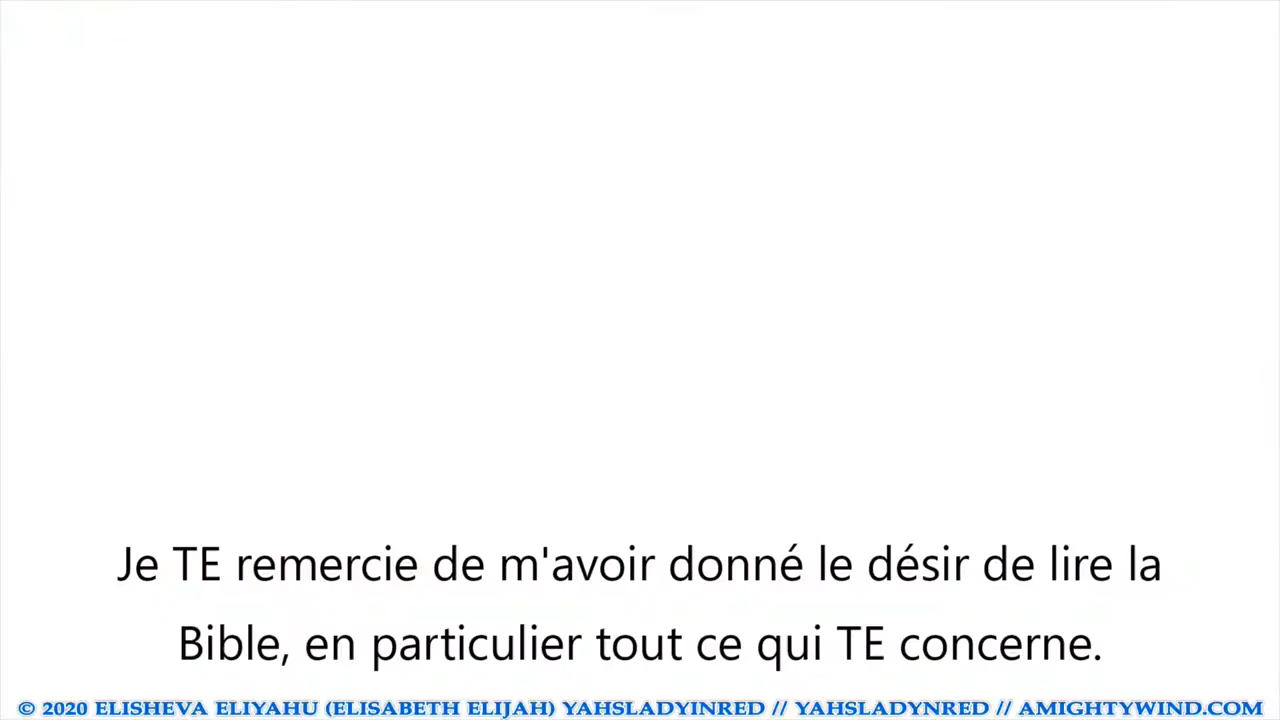 Je TE remercie de m'avoir donné le désir de lire la
Bible, en particulier tout ce qui TE concerne.
© 2020 ELISHEVA ELIYAHU (ELISABETH ELIJAH) YAHSLADYINRED // YAHSLADYNRED // AMIGHTYWIND.COM